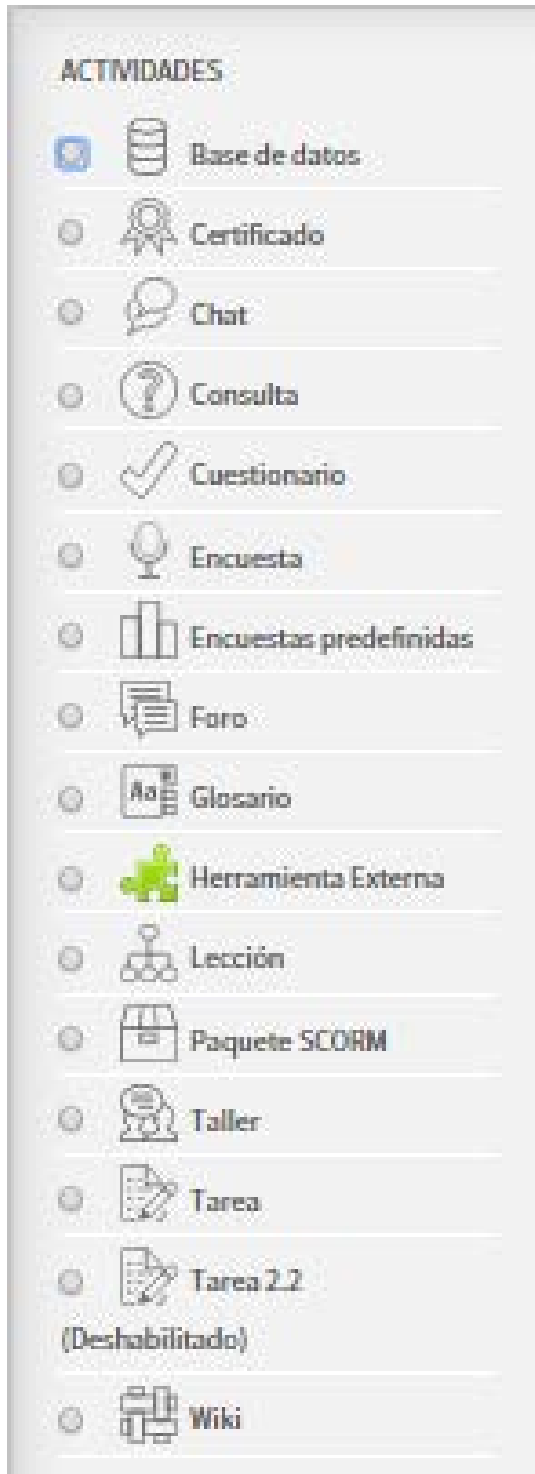 ACTIVIDADES
Base de datos
Certificado
Chat
Consulta
Cuestionario
Encuesta
Encuestas predefinidas
Foro
Aa
Glosario
Herramienta Externa
Lección
Paquete SCORM
Taller
Tarea
Tarea 2.2
(Deshabilitado)
Wiki